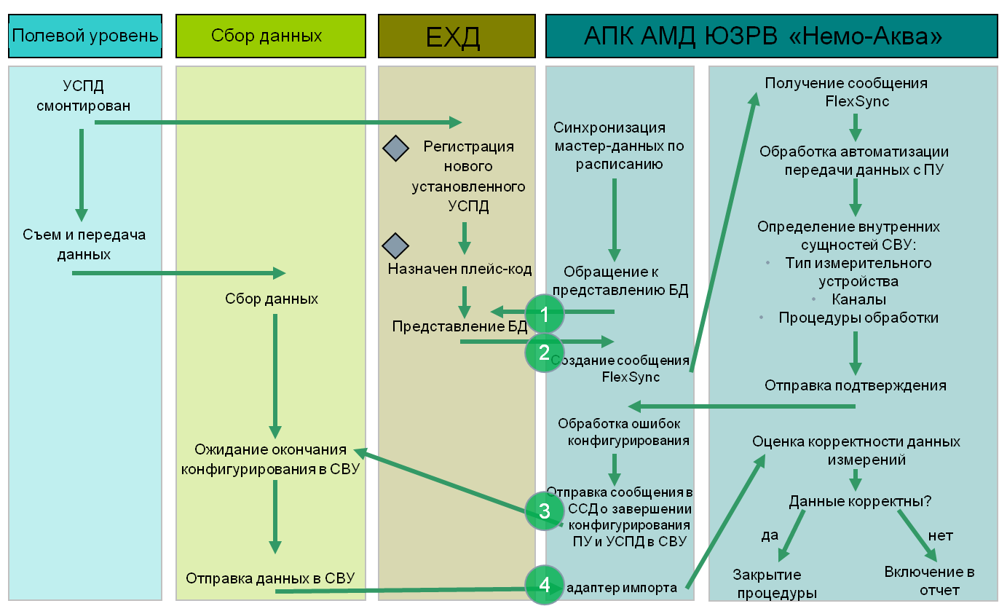 Полевой уровень
Сбор данных
ЕХД
АПК АМД ЮЗРВ «Немо-Аква»
УСПД
смонтирован
Съем и передача
данных
Сбор данных
Ожидание окончания
конфигурирования в СВУ
Отправка данных в СВУ
Регистрация
нового
установленного
УСПД
Назначен плейс-код
Представление БД
Синхронизация
мастер-данных по
расписанию
Обращение к
представлению БД
1
2
Создание сообщения
FlexSync
Обработка ошибок
конфигурирования
Отправка сообщения в
ССД о завершении
конфигурирования
ПУ и УСПД в СВУ
3
4
адаптер импорта
Получение сообщения
FlexSync
Обработка автоматизации
передачи данных с ПУ
Определение внутренних
сущностей СВУ:
• Тип измерительного
устройства
• Каналы
• Процедуры обработки
Отправка подтверждения
Оценка корректности данных
измерений
Данные корректны?
да
нет
Закрытие
процедуры
Включение в
отчет